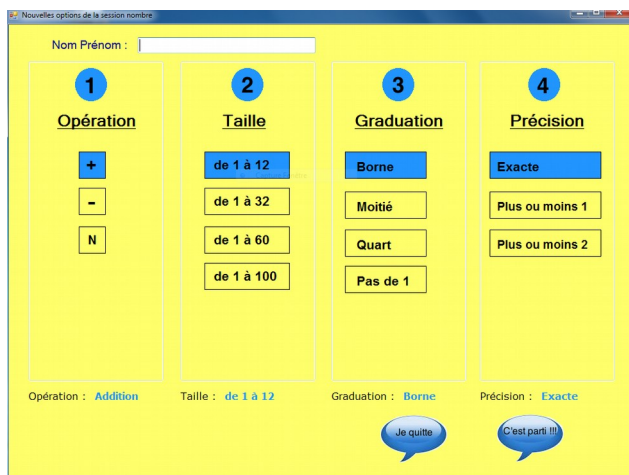 Nouvelles options de la session nombre
Nom Prénom :
1
Opération
+
-
N
2
Taille
de 1 à 12
de 1 à 32
de 1 à 60
de 1 à 100
3
Graduation
Borne
Moitié
Quart
Pas de 1
4
Précision
Exacte
Plus ou moins 1
Plus ou moins 2
Opération : Addition
Taille : de 1 à 12
Graduation : Borne
Précision : Exacte
Je quitte
C'est parti !!!